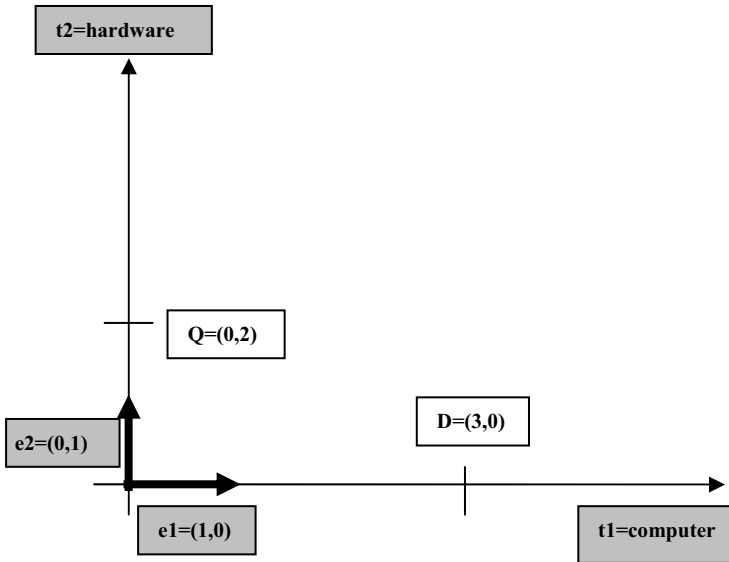 t2=hardware
Q=(0,2)
D=(3,0)
e2=(0,1)
e1=(1,0)
t1=computer